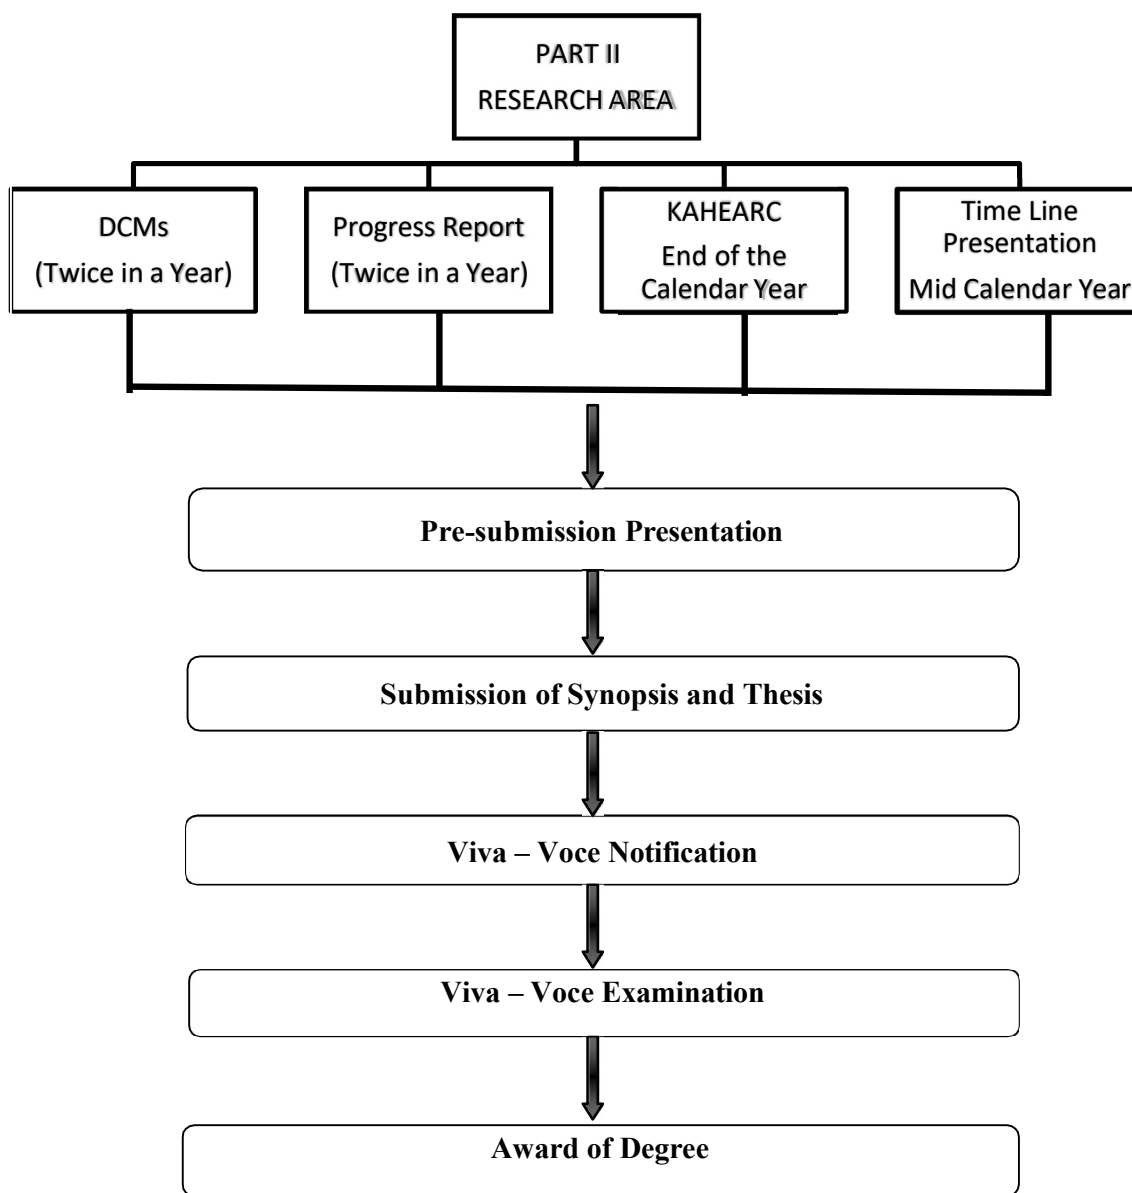 PART II
RESEARCH AREA
DCMs
(Twice in a Year)
Progress Report
(Twice in a Year)
KAHEARC
End of the
Calendar Year
Time Line
Presentation
Mid Calendar Year
Pre-submission Presentation
Submission of Synopsis and Thesis
Viva – Voce Notification
Viva – Voce Examination
Award of Degree